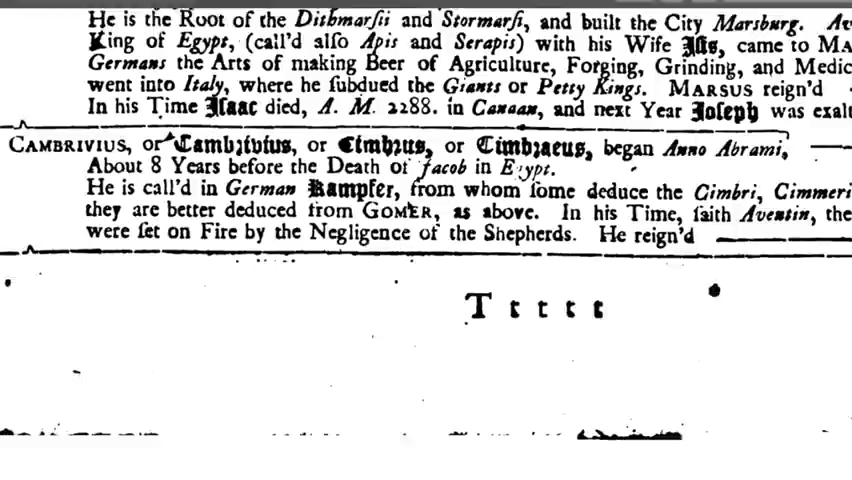 He is the Root of the Dithmarſii and Stormarſi, and built the City Marsburg.
King of Egypt, (call'd alſo Apis and Serapis) with his Wife Iſis, came to
Germans the Arts of making Beer of Agriculture, Forging, Grinding, and
went into Italy, where he ſubdued the Giants or Petty Kings. MARSUS reign'd
In his Time Iſaac died, A. M. 2288. in Canaan, and next Year Joſeph was
CAMBRIVIUS, or Cambrivius, or Cimbrus, or Cimbraeus, began Anno Abrami,
About 8 Years before the Death of Jacob in Egypt.
He is call'd in German Kampfer, from whom ſome deduce the Cimbri,
they are better deduced from GOMER, as above. In his Time, ſaith Aventin, the
were ſet on Fire by the Negligence of the Shepherds. He reign'd
T t t t t